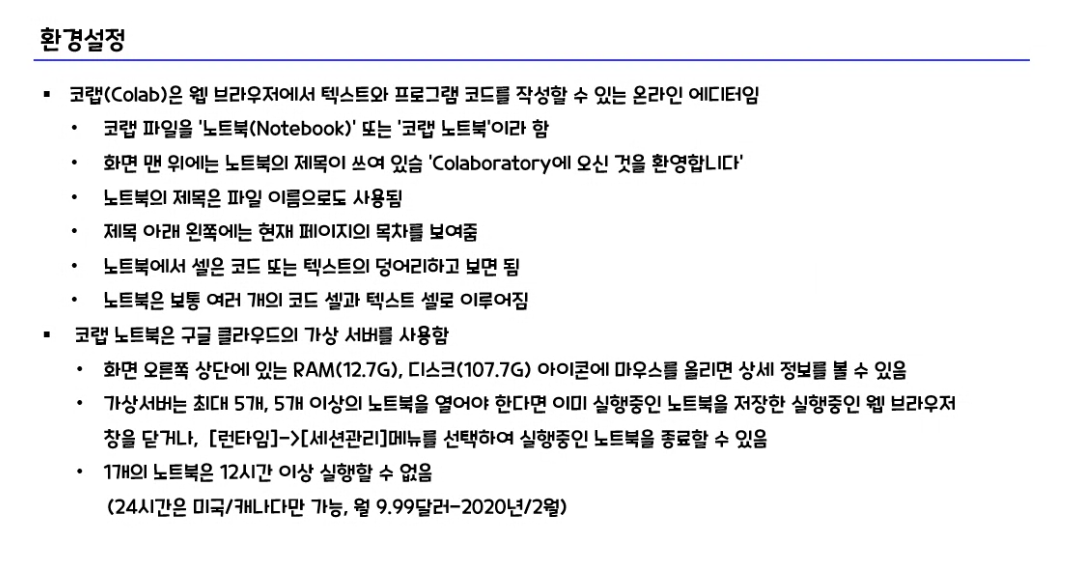 환경설정
▪ 코랩(Colab)은 웹 브라우저에서 텍스트와 프로그램 코드를 작성할 수 있는 온라인 에디터임
• 코랩 파일을 '노트북(Notebook)' 또는 '코랩 노트북'이라 함
• 화면 맨 위에는 노트북의 제목이 쓰여 있슴 'Colaboratory에 오신 것을 환영합니다'
• 노트북의 제목은 파일 이름으로도 사용됨
• 제목 아래 왼쪽에는 현재 페이지의 목차를 보여줌
• 노트북에서 셀은 코드 또는 텍스트의 덩어리하고 보면 됨
• 노트북은 보통 여러 개의 코드 셀과 텍스트 셀로 이루어짐
▪ 코랩 노트북은 구글 클라우드의 가상 서버를 사용함
• 화면 오른쪽 상단에 있는 RAM(12.7G), 디스크(107.7G) 아이콘에 마우스를 올리면 상세 정보를 볼 수 있음
• 가상서버는 최대 5개, 5개 이상의 노트북을 열어야 한다면 이미 실행중인 노트북을 저장한 실행중인 웹 브라우저
창을 닫거나, [런타임]->[세션관리]메뉴를 선택하여 실행중인 노트북을 종료할 수 있음
• 1개의 노트북은 12시간 이상 실행할 수 없음
(24시간은 미국/캐나다만 가능, 월 9.99달러-2020년/2월)